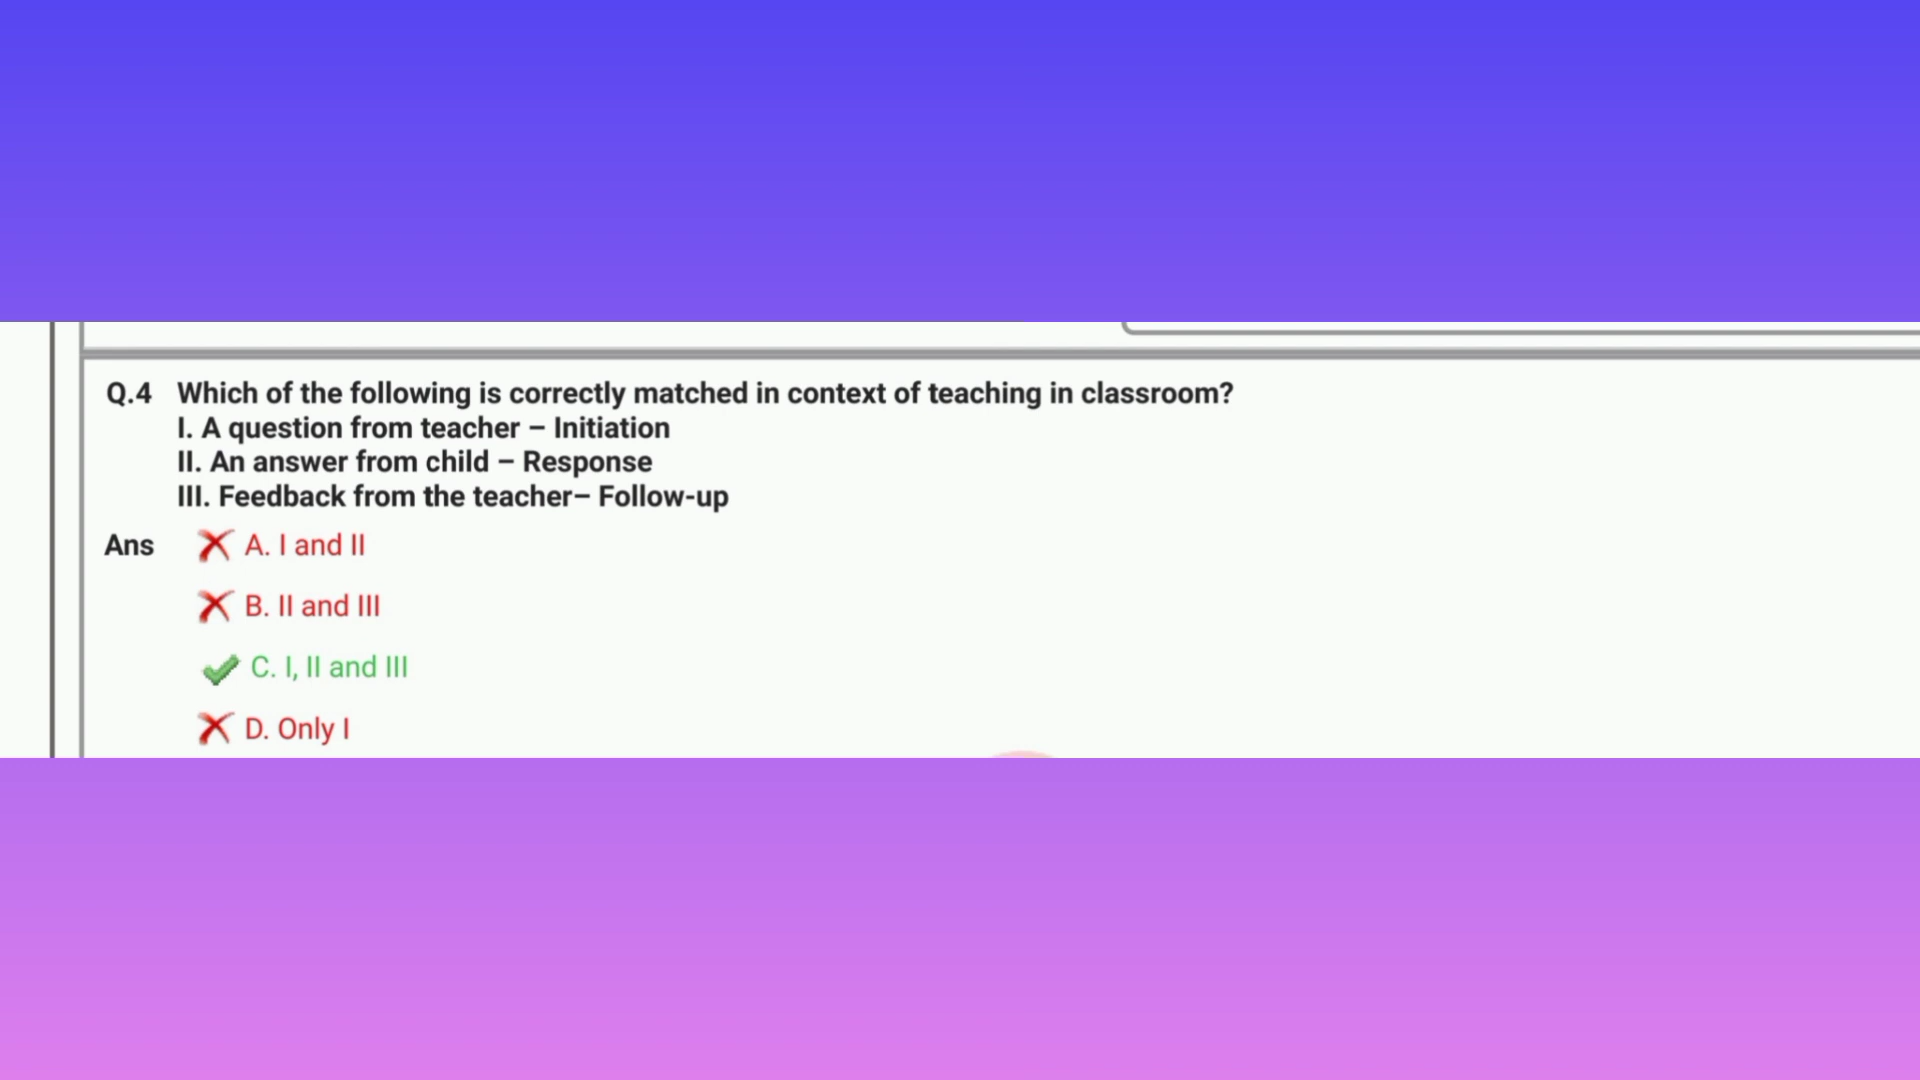 Q.4 Which of the following is correctly matched in context of teaching in classroom?
I. A question from teacher – Initiation
II. An answer from child – Response
III. Feedback from the teacher– Follow-up
Ans A. I and II
B. II and III
C. I, II and III
D. Only I